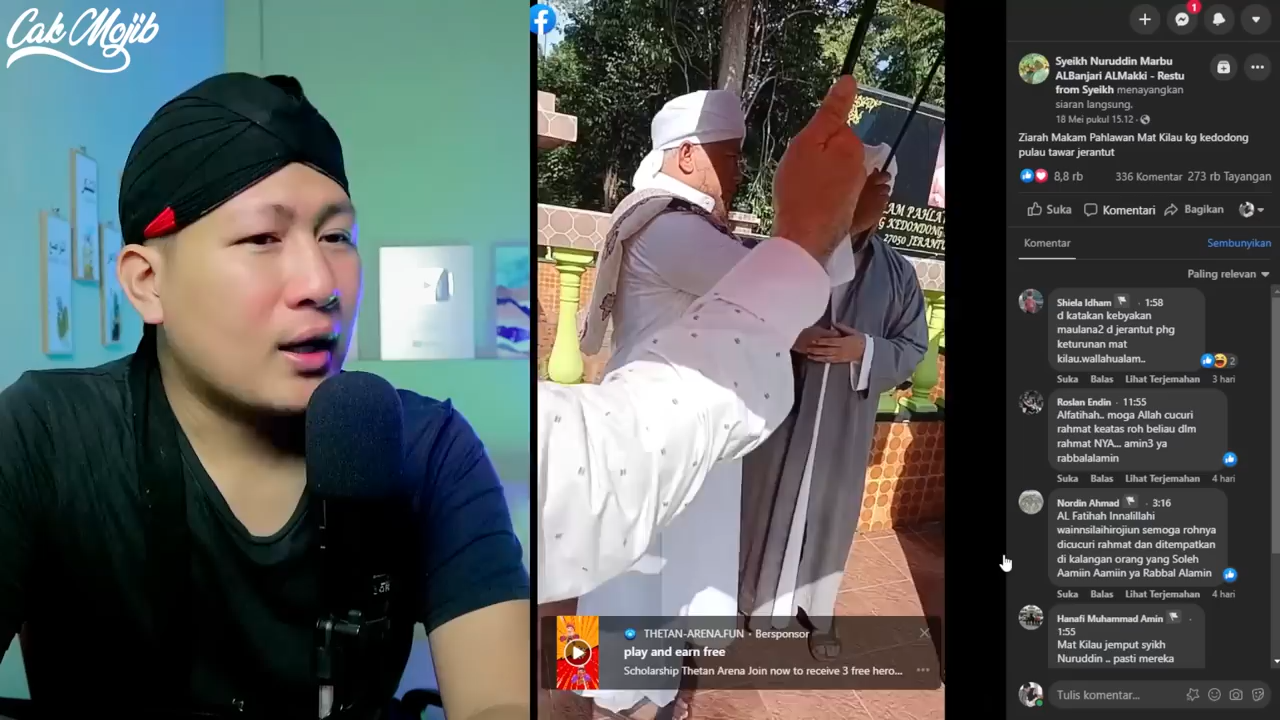 Cak Mojib
AM PAHLA
G KEDONDONG
27050 JERANTU
THETAN-ARENA.FUN · Bersponsor
play and earn free
Scholarship Thetan Arena Join now to receive 3 free hero...
1
Syeikh Nuruddin Marbu
ALBanjari ALMakki - Restu
from Syeikh menayangkan
siaran langsung.
18 Mei pukul 15.12 ·
Ziarah Makam Pahlawan Mat Kilau kg kedodong
pulau tawar jerantut
8,8 rb 336 Komentar 273 rb Tayangan
Suka Komentari Bagikan
Komentar Sembunyikan
Paling relevan
Shiela Idham · 1:58
d katakan kebyakan
maulana2 d jerantut phg
keturunan mat
kilau.wallahualam..
2
Suka Balas Lihat Terjemahan 3 hari
Roslan Endin · 11:55
Alfatihah.. moga Allah cucuri
rahmat keatas roh beliau dlm
rahmat NYA... amin3 ya
rabbalalamin
Suka Balas Lihat Terjemahan 4 hari
Nordin Ahmad · 3:16
AL Fatihah Innalillahi
wainnsilaihirojiun semoga rohnya
dicucuri rahmat dan ditempatkan
di kalangan orang yang Soleh
Aamiin Aamiin ya Rabbal Alamin
Suka Balas Lihat Terjemahan 4 hari
Hanafi Muhammad Amin ·
1:55
Mat Kilau jemput syikh
Nuruddin .. pasti mereka
Tulis komentar...